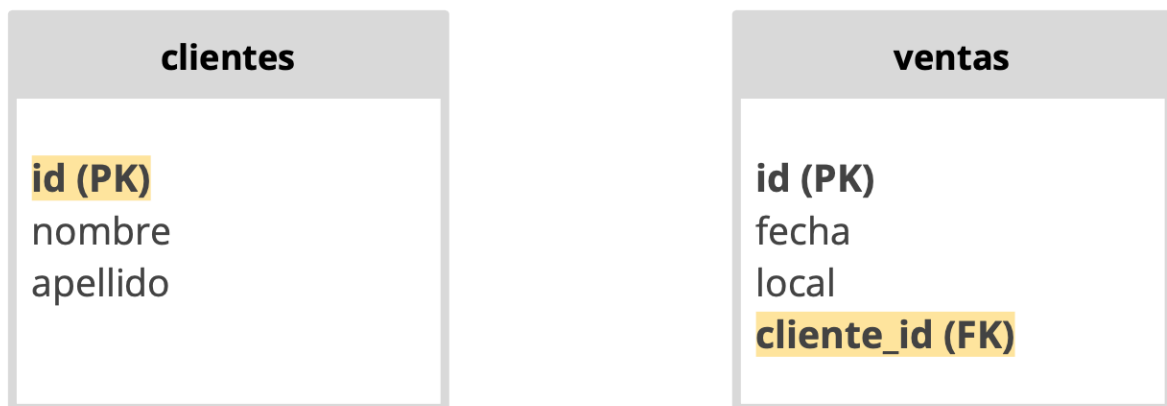 clientes
id (PK)
nombre
apellido
ventas
id (PK)
fecha
local
cliente_id (FK)